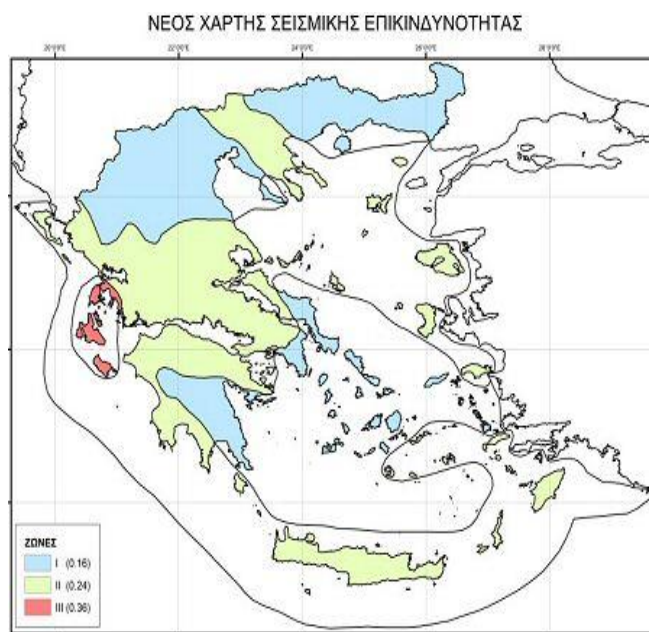 ΝΕΟΣ ΧΑΡΤΗΣ ΣΕΙΣΜΙΚΗΣ ΕΠΙΚΙΝΔΥΝΟΤΗΤΑΣ
ΖΩΝΕΣ
I (0.16)
II (0.24)
III (0.36)